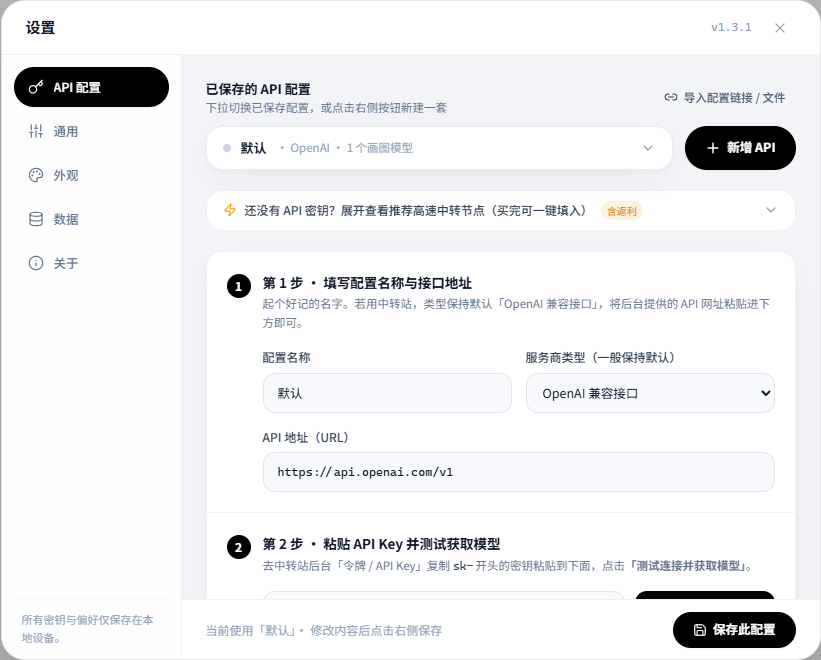 设置
v1.3.1
API 配置
通用
外观
数据
关于
所有密钥与偏好仅保存在本
地设备。
已保存的 API 配置
下拉切换已保存配置，或点击右侧按钮新建一套
导入配置链接 / 文件
默认 · OpenAI · 1 个画图模型
新增 API
还没有 API 密钥？展开查看推荐高速中转节点（买完可一键填入） 含返利
1
第 1 步 · 填写配置名称与接口地址
起个好记的名字。若用中转站，类型保持默认「OpenAI 兼容接口」，将后台提供的 API 网址粘贴进下
方即可。
配置名称
服务商类型（一般保持默认）
默认
OpenAI 兼容接口
API 地址（URL）
https://api.openai.com/v1
2
第 2 步 · 粘贴 API Key 并测试获取模型
去中转站后台「令牌 / API Key」复制 sk- 开头的密钥粘贴到下面，点击「测试连接并获取模型」。
当前使用「默认」· 修改内容后点击右侧保存
保存此配置